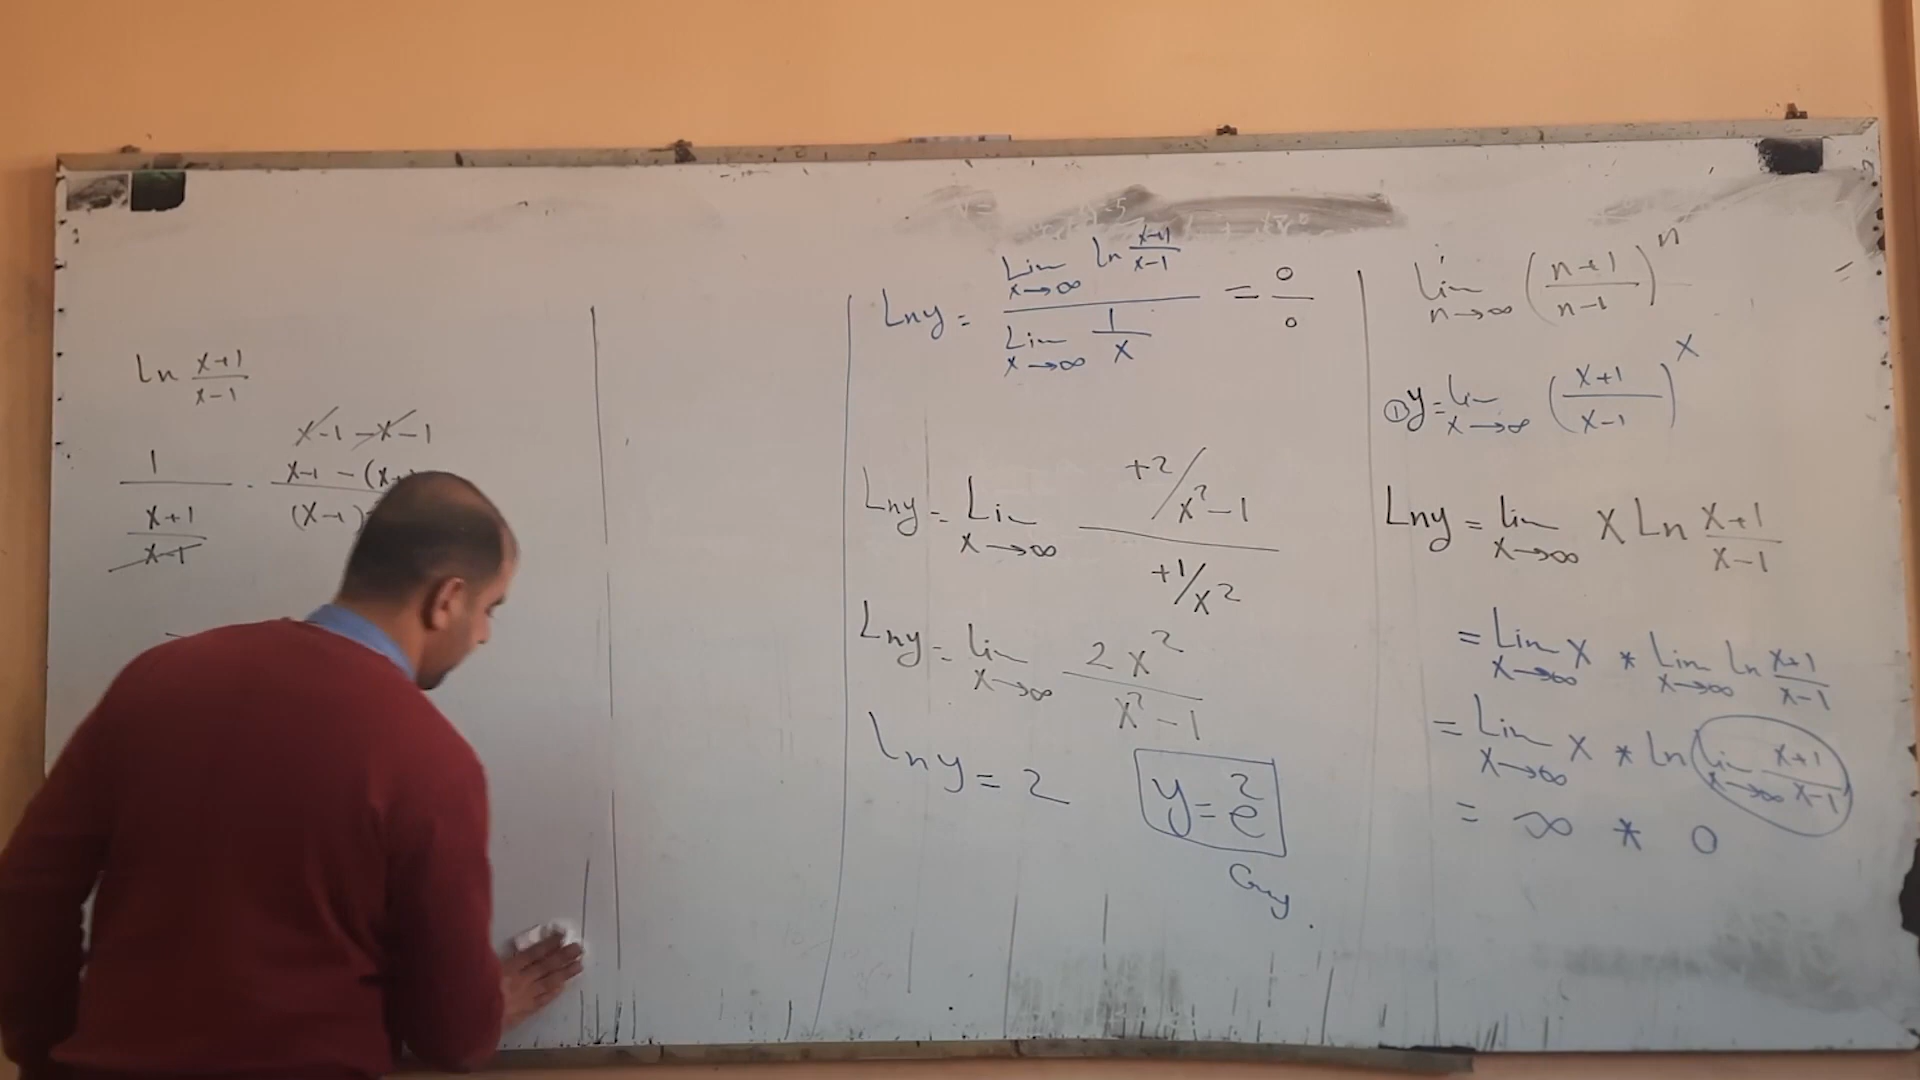 lim n→∞ (n+1/n-1)^n
① y = lim x→∞ (x+1/x-1)^x
Lny = lim x→∞ x Ln x+1/x-1
= Lim x→∞ x * Lim x→∞ ln x+1/x-1
= Lim x→∞ x * ln lim x→∞ x+1/x-1
= ∞ * 0
Lny = Lim x→∞ ln x+1/x-1 / Lim x→∞ 1/x = 0/0
Lny = Lim x→∞ +2/x²-1 / +1/x²
Lny = lim x→∞ 2x²/x²-1
Lny = 2
y = e²
Ln x+1/x-1
x-1-x-1
1/(x+1/x-1) · x-1-(x+
(x-1)